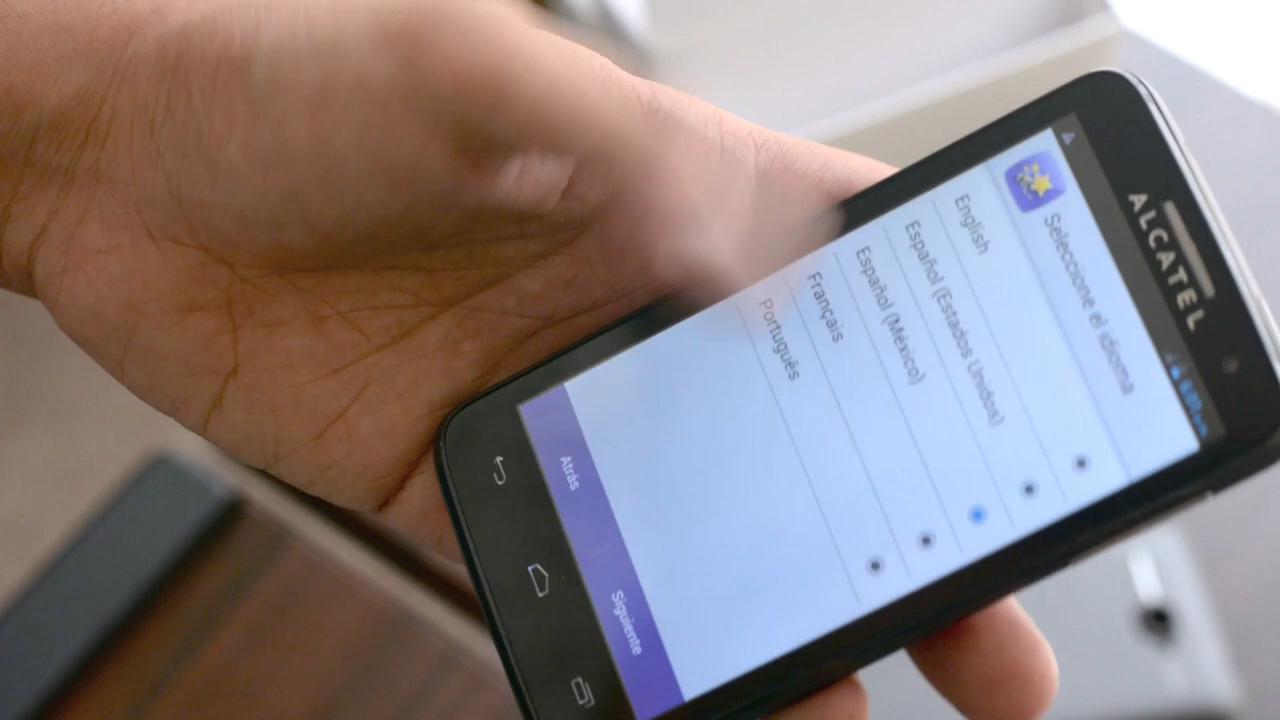 ALCATEL
Seleccione el idioma
English
Español (Estados Unidos)
Español (México)
Français
Português
Atrás
Siguiente